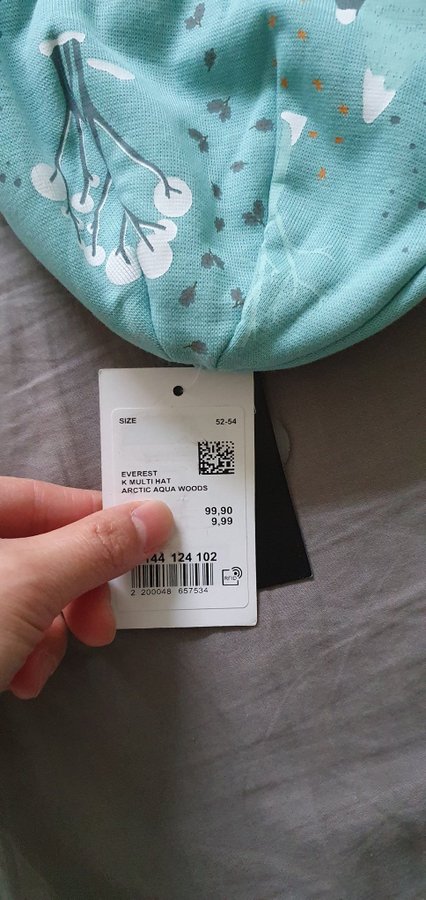 SIZE 52-54
EVEREST
K MULTI HAT
ARCTIC AQUA WOODS
99,90
9,99
144 124 102
2 200048 657534
RFID